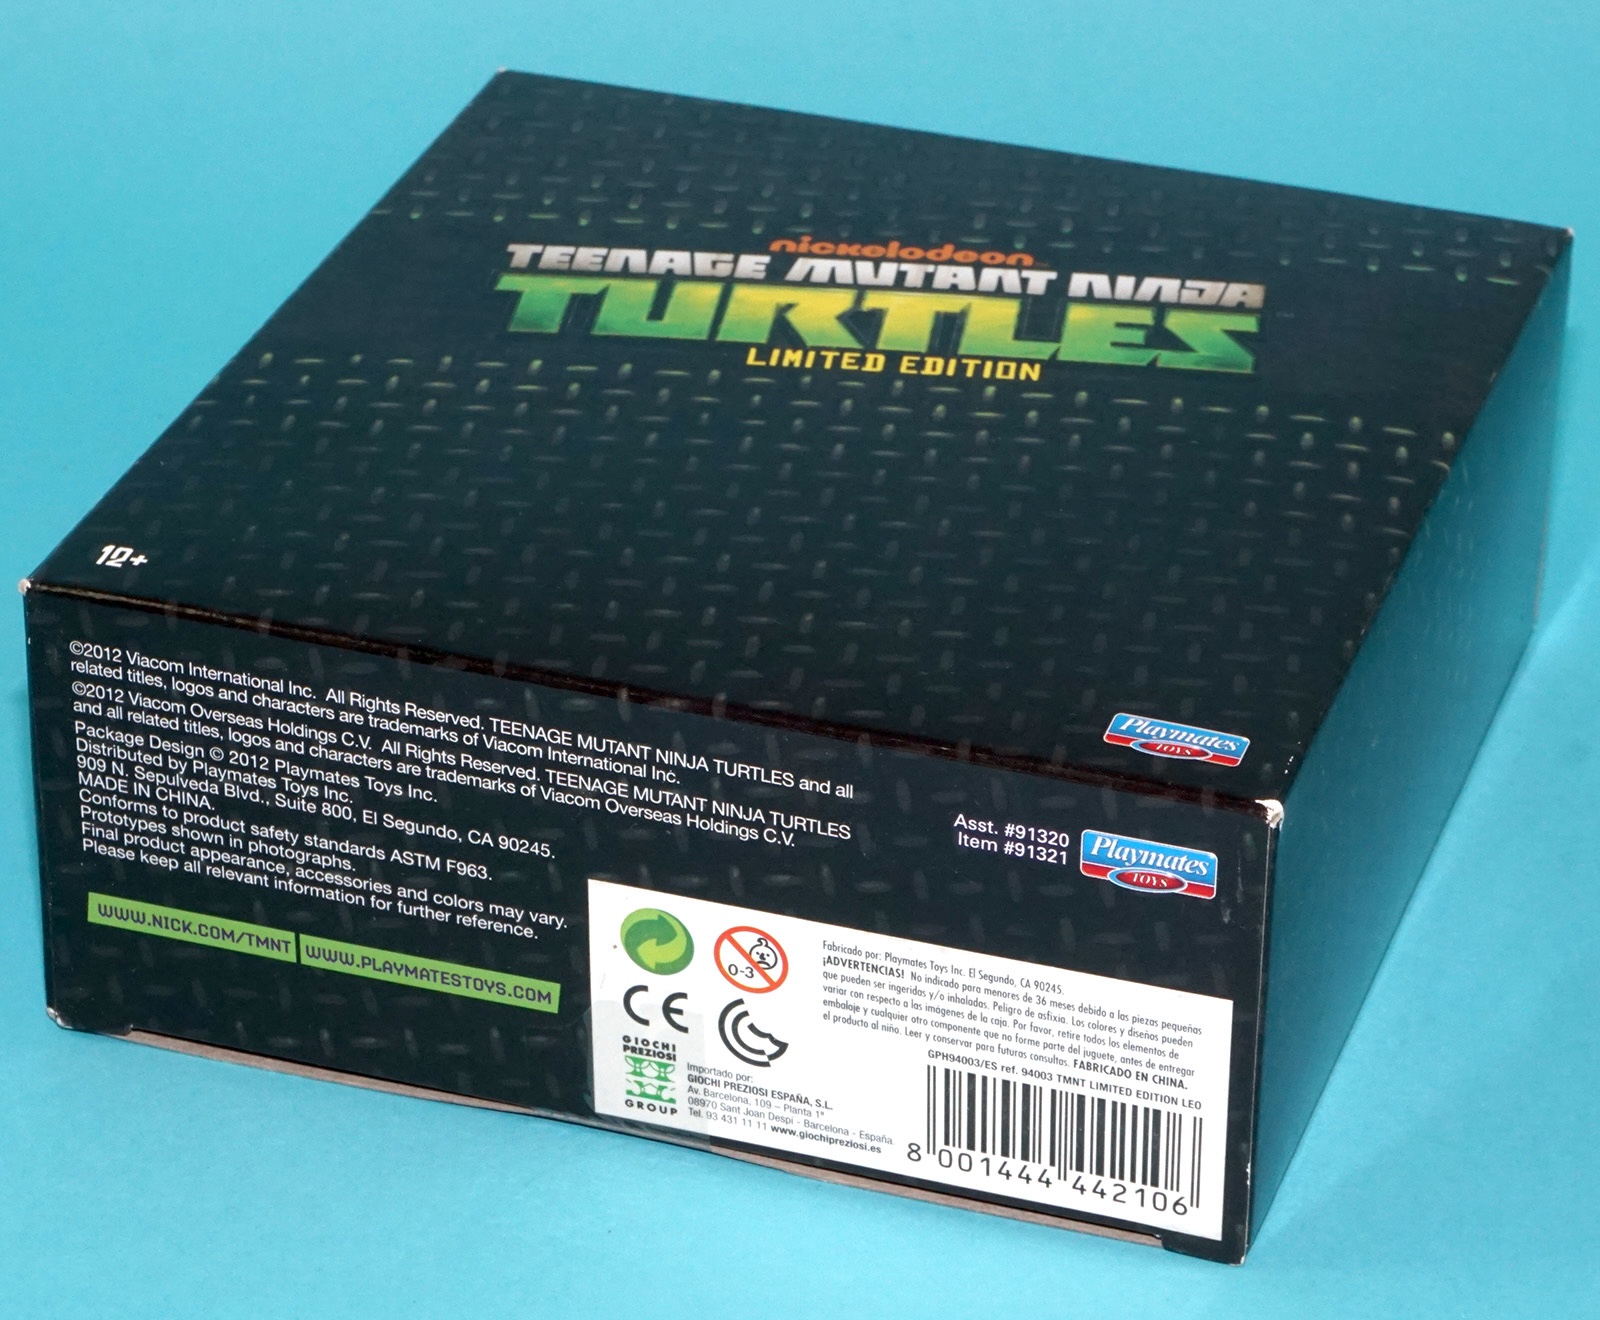 nickelodeon
TEENAGE MUTANT NINJA
TURTLES
LIMITED EDITION
12+
Playmates
TOYS
©2012 Viacom International Inc. All Rights Reserved. TEENAGE MUTANT NINJA TURTLES and all
related titles, logos and characters are trademarks of Viacom International Inc.
©2012 Viacom Overseas Holdings C.V. All Rights Reserved. TEENAGE MUTANT NINJA TURTLES
and all related titles, logos and characters are trademarks of Viacom Overseas Holdings C.V.
Package Design © 2012 Playmates Toys Inc.
Distributed by Playmates Toys Inc.
909 N. Sepulveda Blvd., Suite 800, El Segundo, CA 90245.
MADE IN CHINA.
Conforms to product safety standards ASTM F963.
Prototypes shown in photographs.
Final product appearance, accessories and colors may vary.
Please keep all relevant information for further reference.
WWW.NICK.COM/TMNT
WWW.PLAYMATESTOYS.COM
Asst. #91320
Item #91321
Playmates
TOYS
0-3
CE
GIOCHI
PREZIOSI
GROUP
Importado por:
GIOCHI PREZIOSI ESPAÑA, S.L.
Av. Barcelona, 109 – Planta 1ª
08970 Sant Joan Despí - Barcelona - España
Tel. 93 431 11 11 www.giochipreziosi.es
Fabricado por: Playmates Toys Inc. El Segundo, CA 90245.
¡ADVERTENCIAS! No indicado para menores de 36 meses debido a las piezas pequeñas
que pueden ser ingeridas y/o inhaladas. Peligro de asfixia. Los colores y diseños pueden
variar con respecto a las imágenes de la caja. Por favor, retire todos los elementos de
embalaje y cualquier otro componente que no forme parte del juguete, antes de entregar
el producto al niño. Leer y conservar para futuras consultas. FABRICADO EN CHINA.
GPH94003/ES ref. 94003 TMNT LIMITED EDITION LEO
8 001444 442106